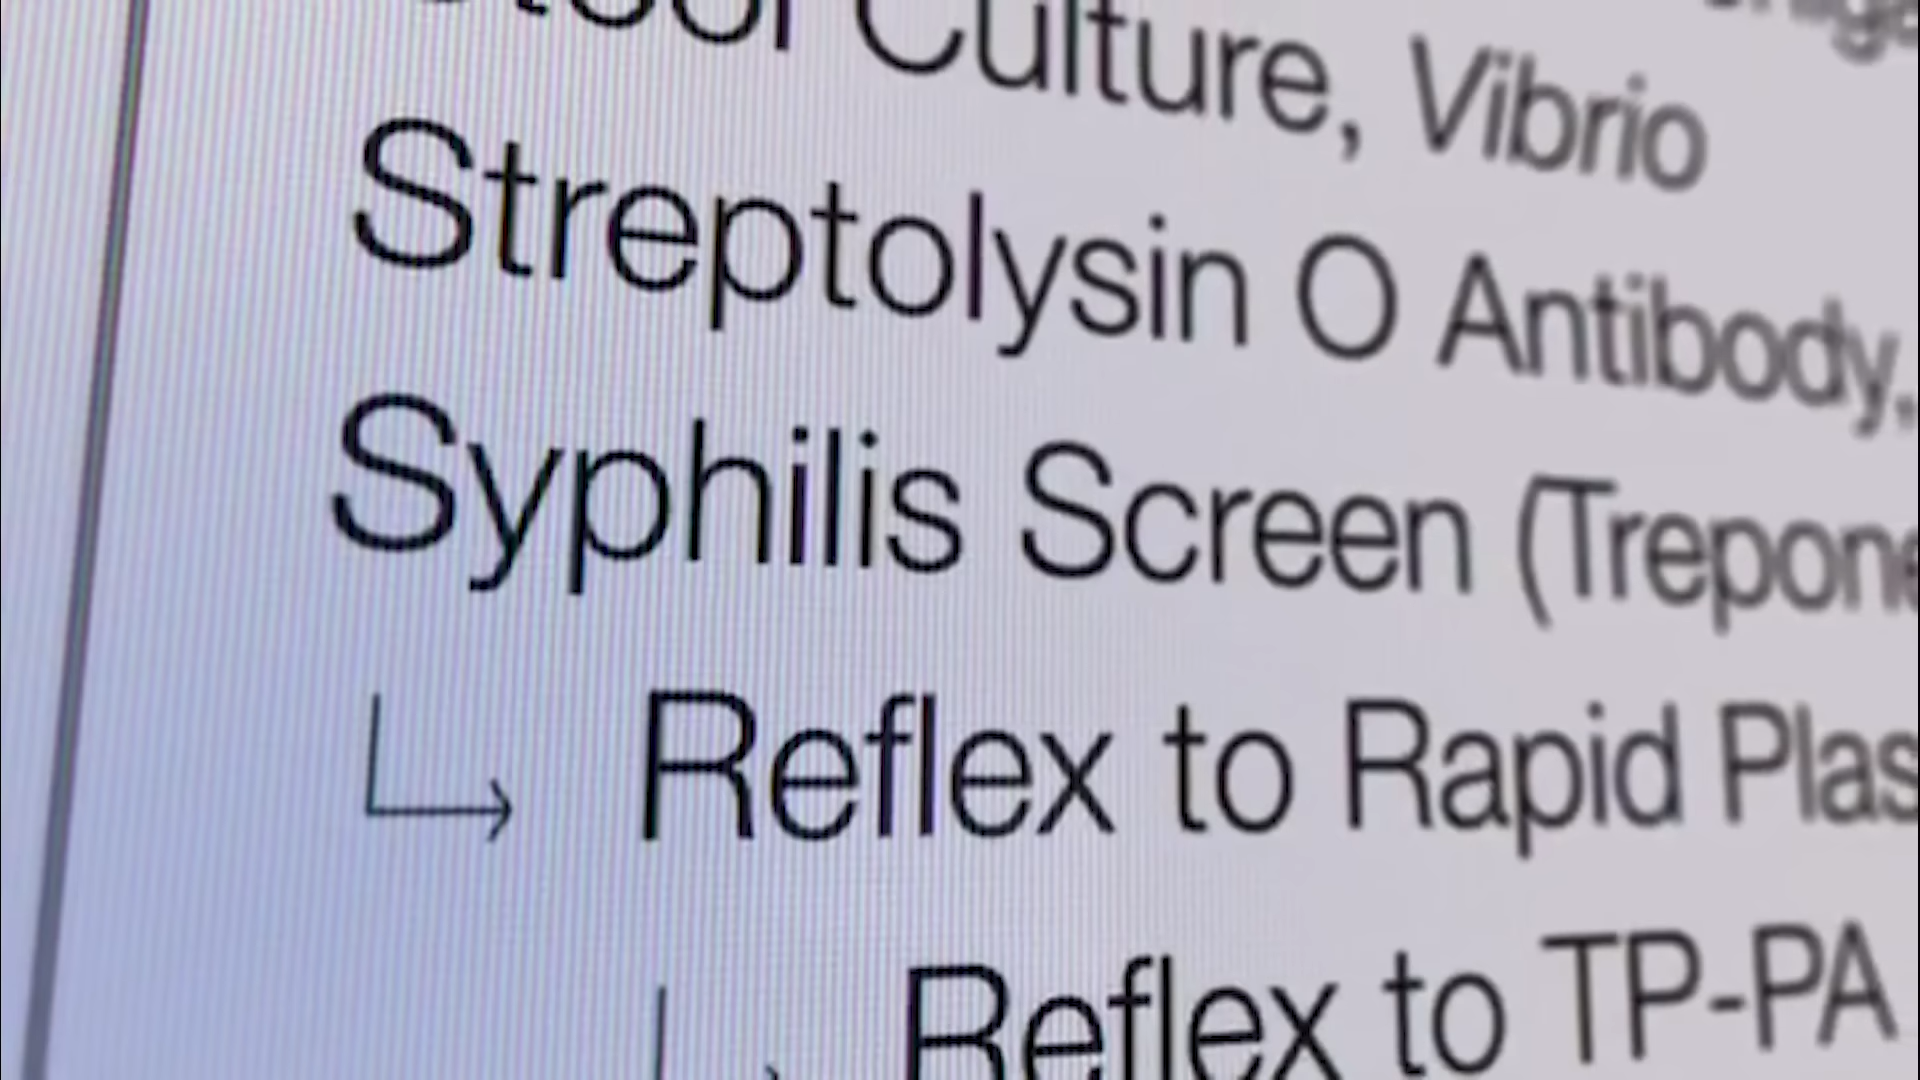 Culture, Vibrio
Streptolysin O Antibody,
Syphilis Screen (Trepone
Reflex to Rapid Plas
Reflex to TP-PA